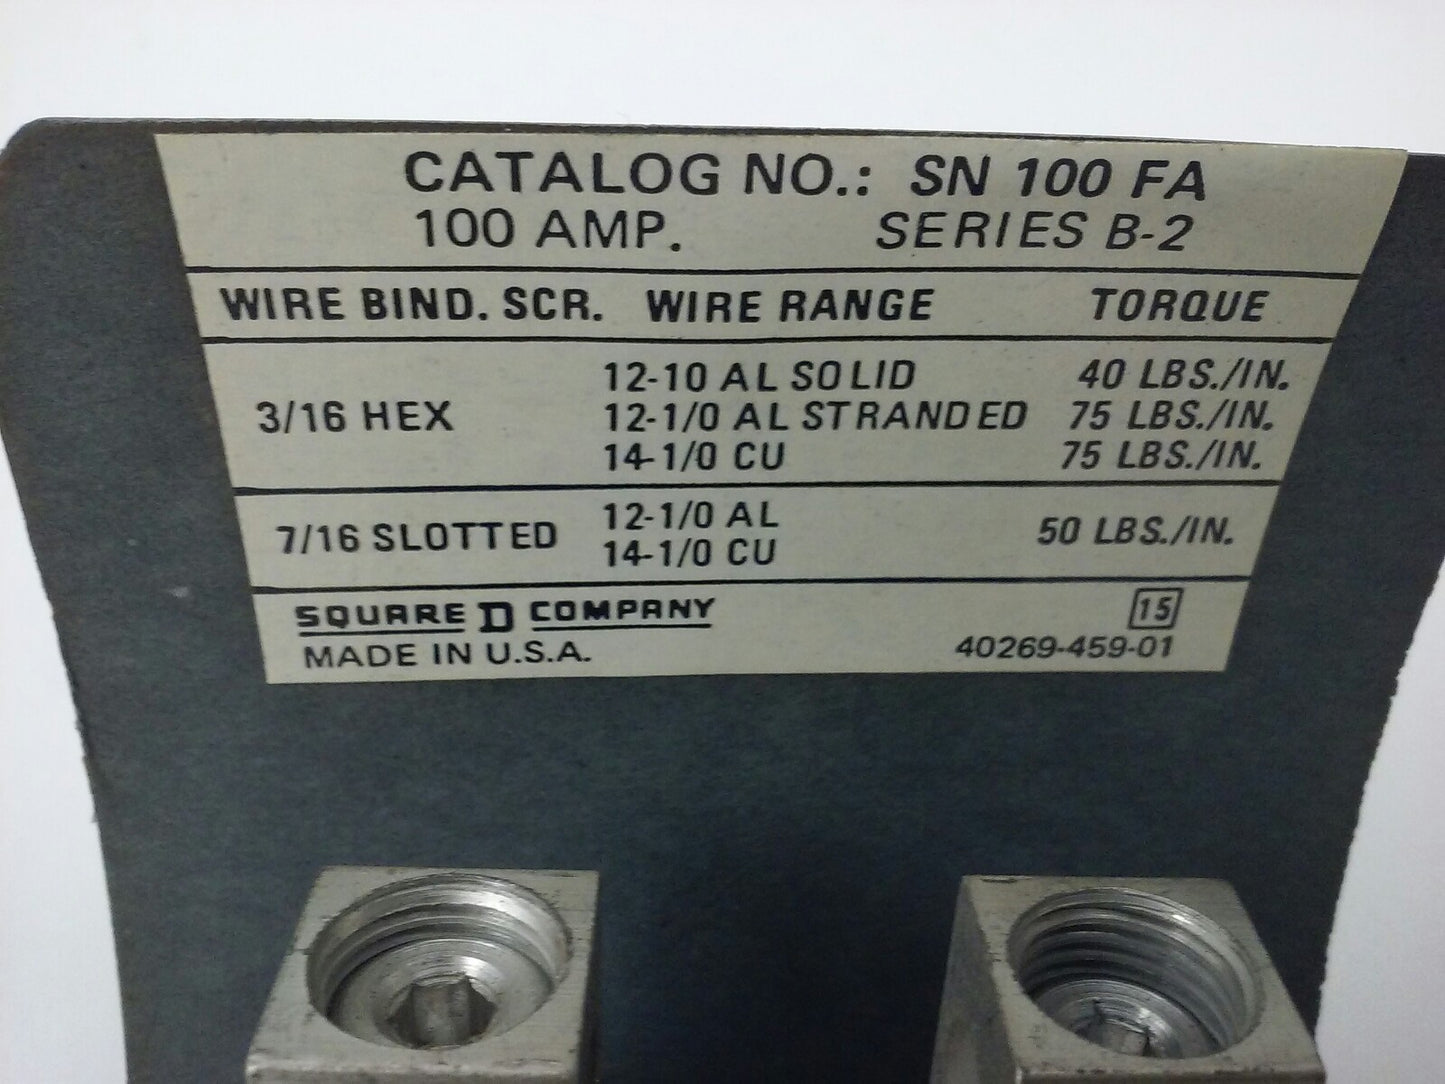 CATALOG NO.: SN 100 FA
100 AMP. SERIES B-2
WIRE BIND. SCR. WIRE RANGE TORQUE
12-10 AL SOLID 40 LBS./IN.
3/16 HEX 12-1/0 AL STRANDED 75 LBS./IN.
14-1/0 CU 75 LBS./IN.
12-1/0 AL
7/16 SLOTTED 50 LBS./IN.
14-1/0 CU
SQUARE D COMPANY 15
MADE IN U.S.A. 40269-459-01